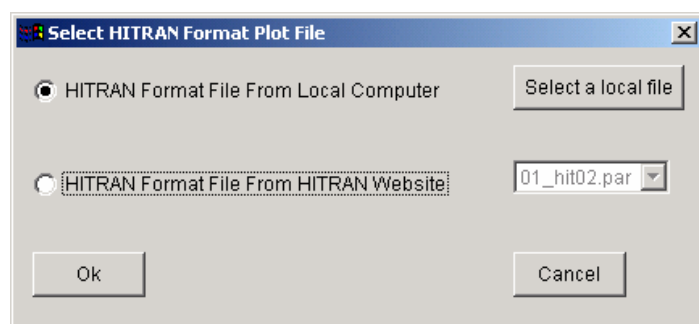 Select HITRAN Format Plot File
HITRAN Format File From Local Computer
Select a local file
HITRAN Format File From HITRAN Website
01_hit02.par
Ok
Cancel